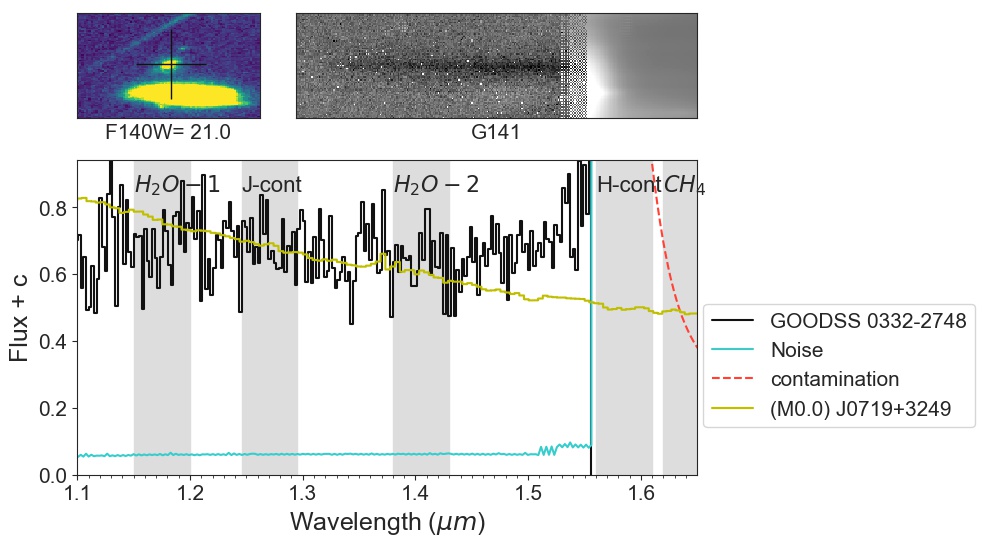 F140W= 21.0
G141
H₂O − 1
J-cont
H₂O − 2
H-cont
CH₄
0.8
0.6
0.4
0.2
0.0
Flux + c
1.1
1.2
1.3
1.4
1.5
1.6
Wavelength (μm)
GOODSS 0332-2748
Noise
contamination
(M0.0) J0719+3249